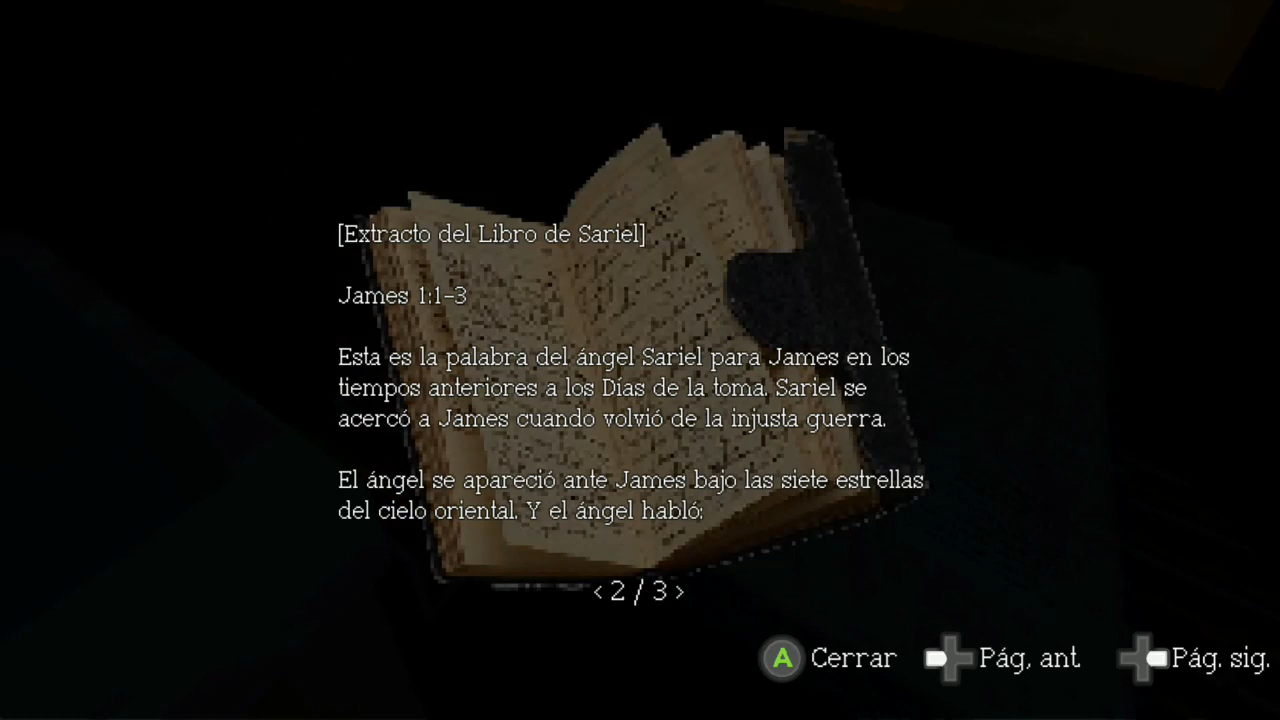 [Extracto del Libro de Sariel]
James 1:1-3
Esta es la palabra del ángel Sariel para James en los
tiempos anteriores a los Días de la toma. Sariel se
acercó a James cuando volvió de la injusta guerra.
El ángel se apareció ante James bajo las siete estrellas
del cielo oriental. Y el ángel habló:
‹ 2 / 3 ›
A Cerrar
Pág, ant.
Pág. sig.